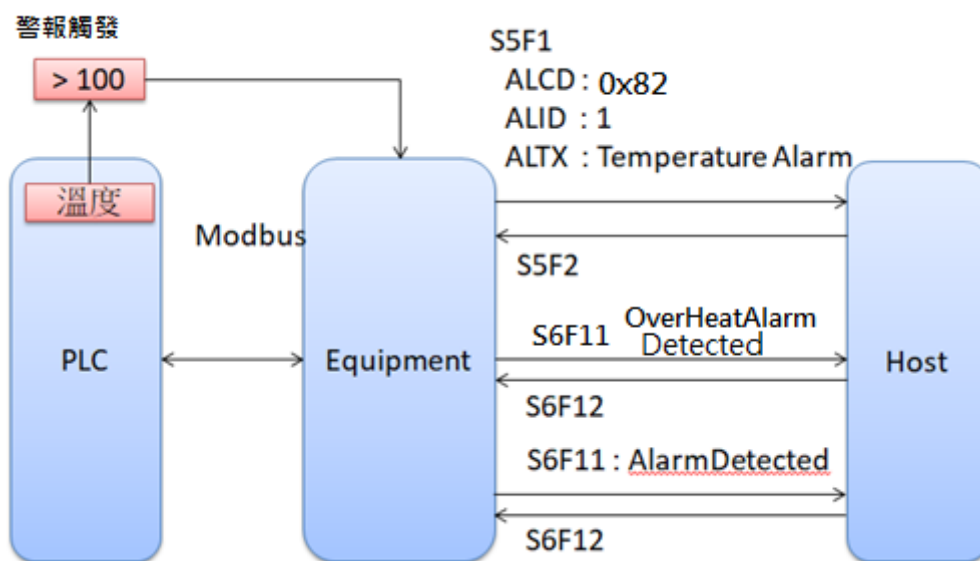 警報觸發
> 100
溫度
PLC
Modbus
Equipment
S5F1
ALCD : 0x82
ALID : 1
ALTX : Temperature Alarm
S5F2
S6F11 OverHeatAlarm
Detected
S6F12
S6F11 : AlarmDetected
S6F12
Host